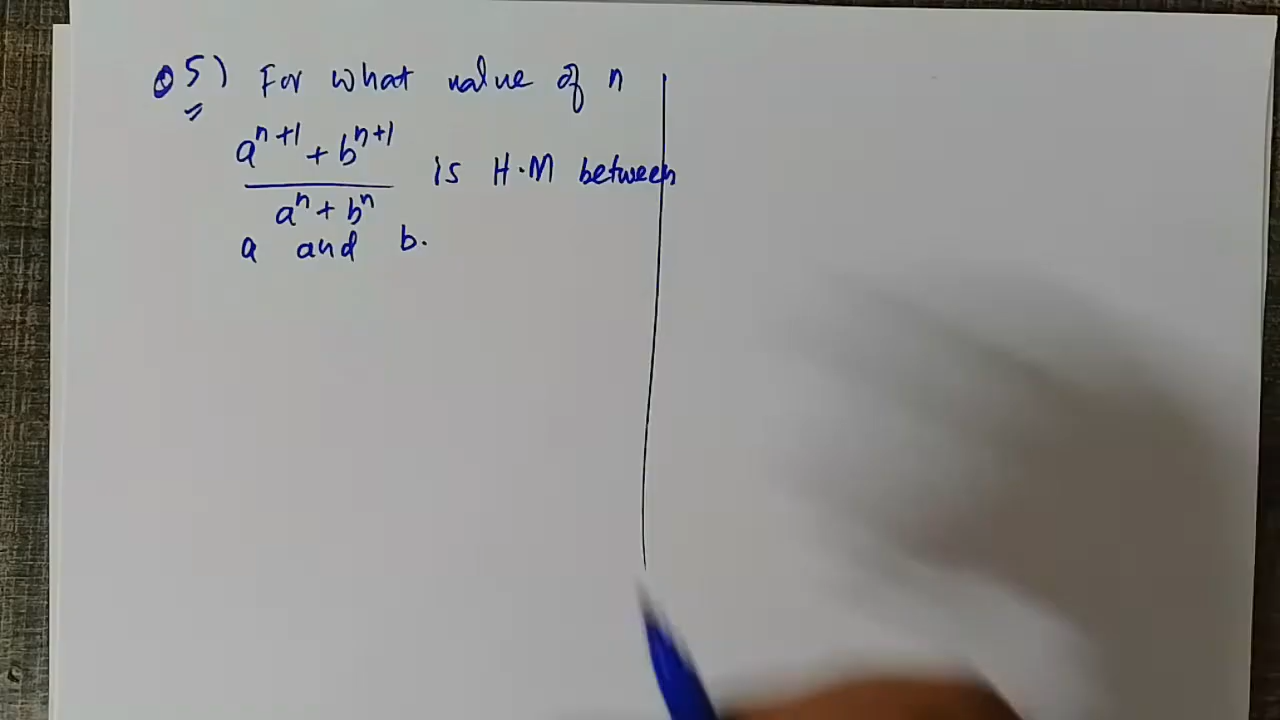 Q5) For what value of n
a^{n+1} + b^{n+1}
is H.M between
a^n + b^n
a and b.